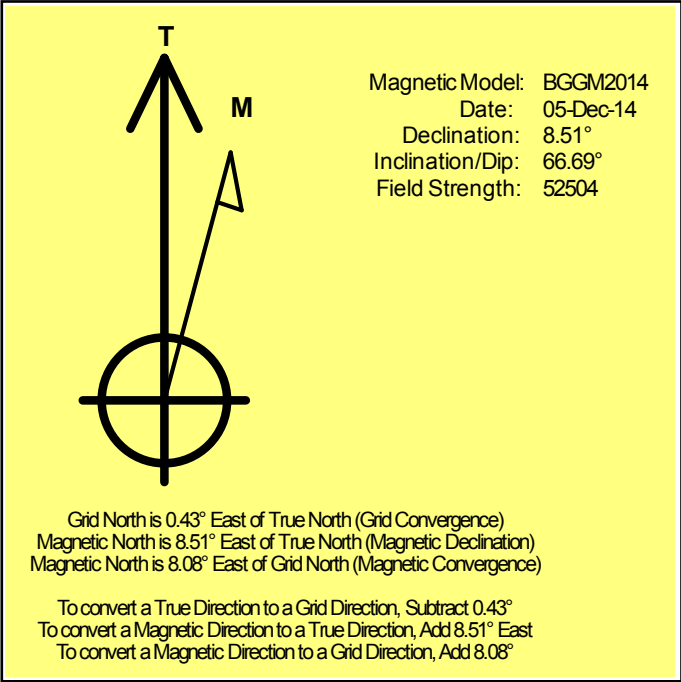 T
M
Magnetic Model: BGGM2014
Date: 05-Dec-14
Declination: 8.51°
Inclination/Dip: 66.69°
Field Strength: 52504
Grid North is 0.43° East of True North (Grid Convergence)
Magnetic North is 8.51° East of True North (Magnetic Declination)
Magnetic North is 8.08° East of Grid North (Magnetic Convergence)
To convert a True Direction to a Grid Direction, Subtract 0.43°
To convert a Magnetic Direction to a True Direction, Add 8.51° East
To convert a Magnetic Direction to a Grid Direction, Add 8.08°